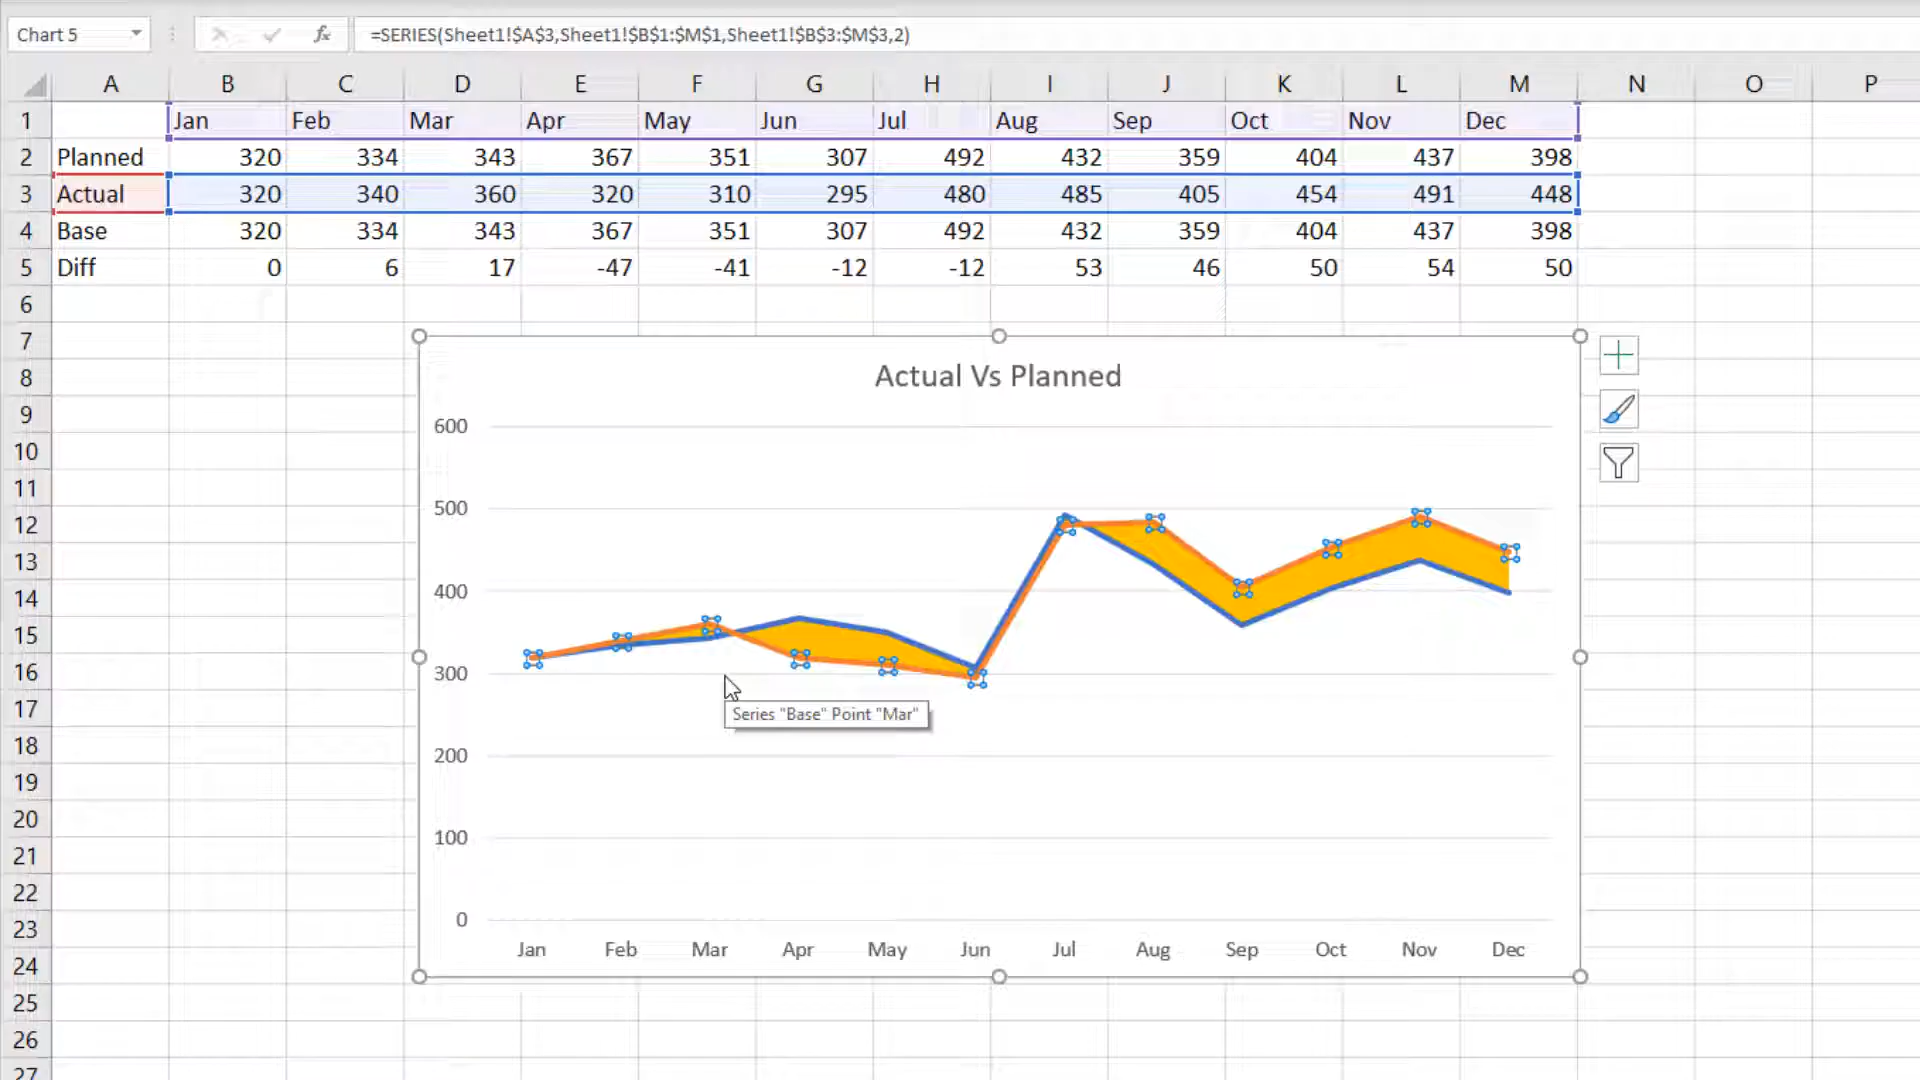 Chart 5 fx =SERIES(Sheet1!$A$3,Sheet1!$B$1:$M$1,Sheet1!$B$3:$M$3,2)
A B C D E F G H I J K L M N O P
1 Jan Feb Mar Apr May Jun Jul Aug Sep Oct Nov Dec
2 Planned 320 334 343 367 351 307 492 432 359 404 437 398
3 Actual 320 340 360 320 310 295 480 485 405 454 491 448
4 Base 320 334 343 367 351 307 492 432 359 404 437 398
5 Diff 0 6 17 -47 -41 -12 -12 53 46 50 54 50
6
7
8
9
10
11
12
13
14
15
16
17
18
19
20
21
22
23
24
25
26
27
Actual Vs Planned
600
500
400
300
200
100
0
Series "Base" Point "Mar"
Jan Feb Mar Apr May Jun Jul Aug Sep Oct Nov Dec